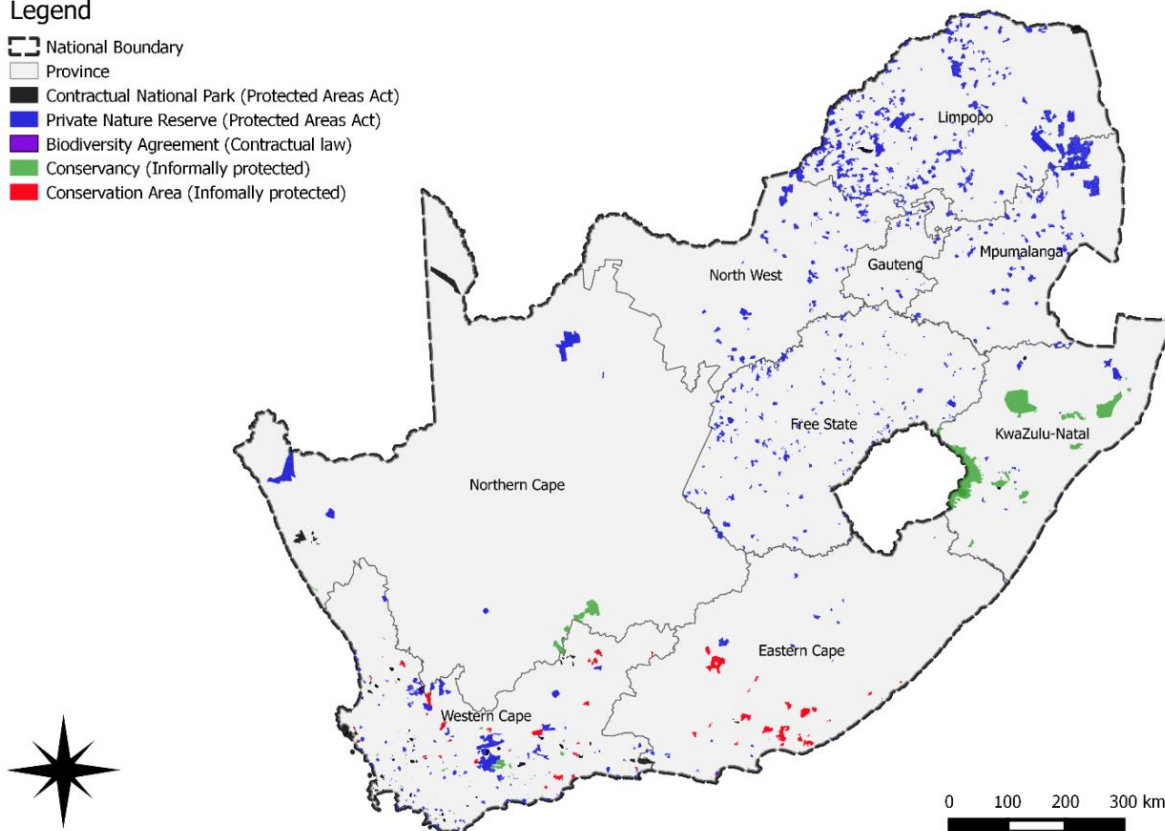 Legend
National Boundary
Province
Contractual National Park (Protected Areas Act)
Private Nature Reserve (Protected Areas Act)
Biodiversity Agreement (Contractual law)
Conservancy (Informally protected)
Conservation Area (Infomally protected)
Limpopo
Mpumalanga
Gauteng
North West
Free State
KwaZulu-Natal
Northern Cape
Eastern Cape
Western Cape
0 100 200 300 km